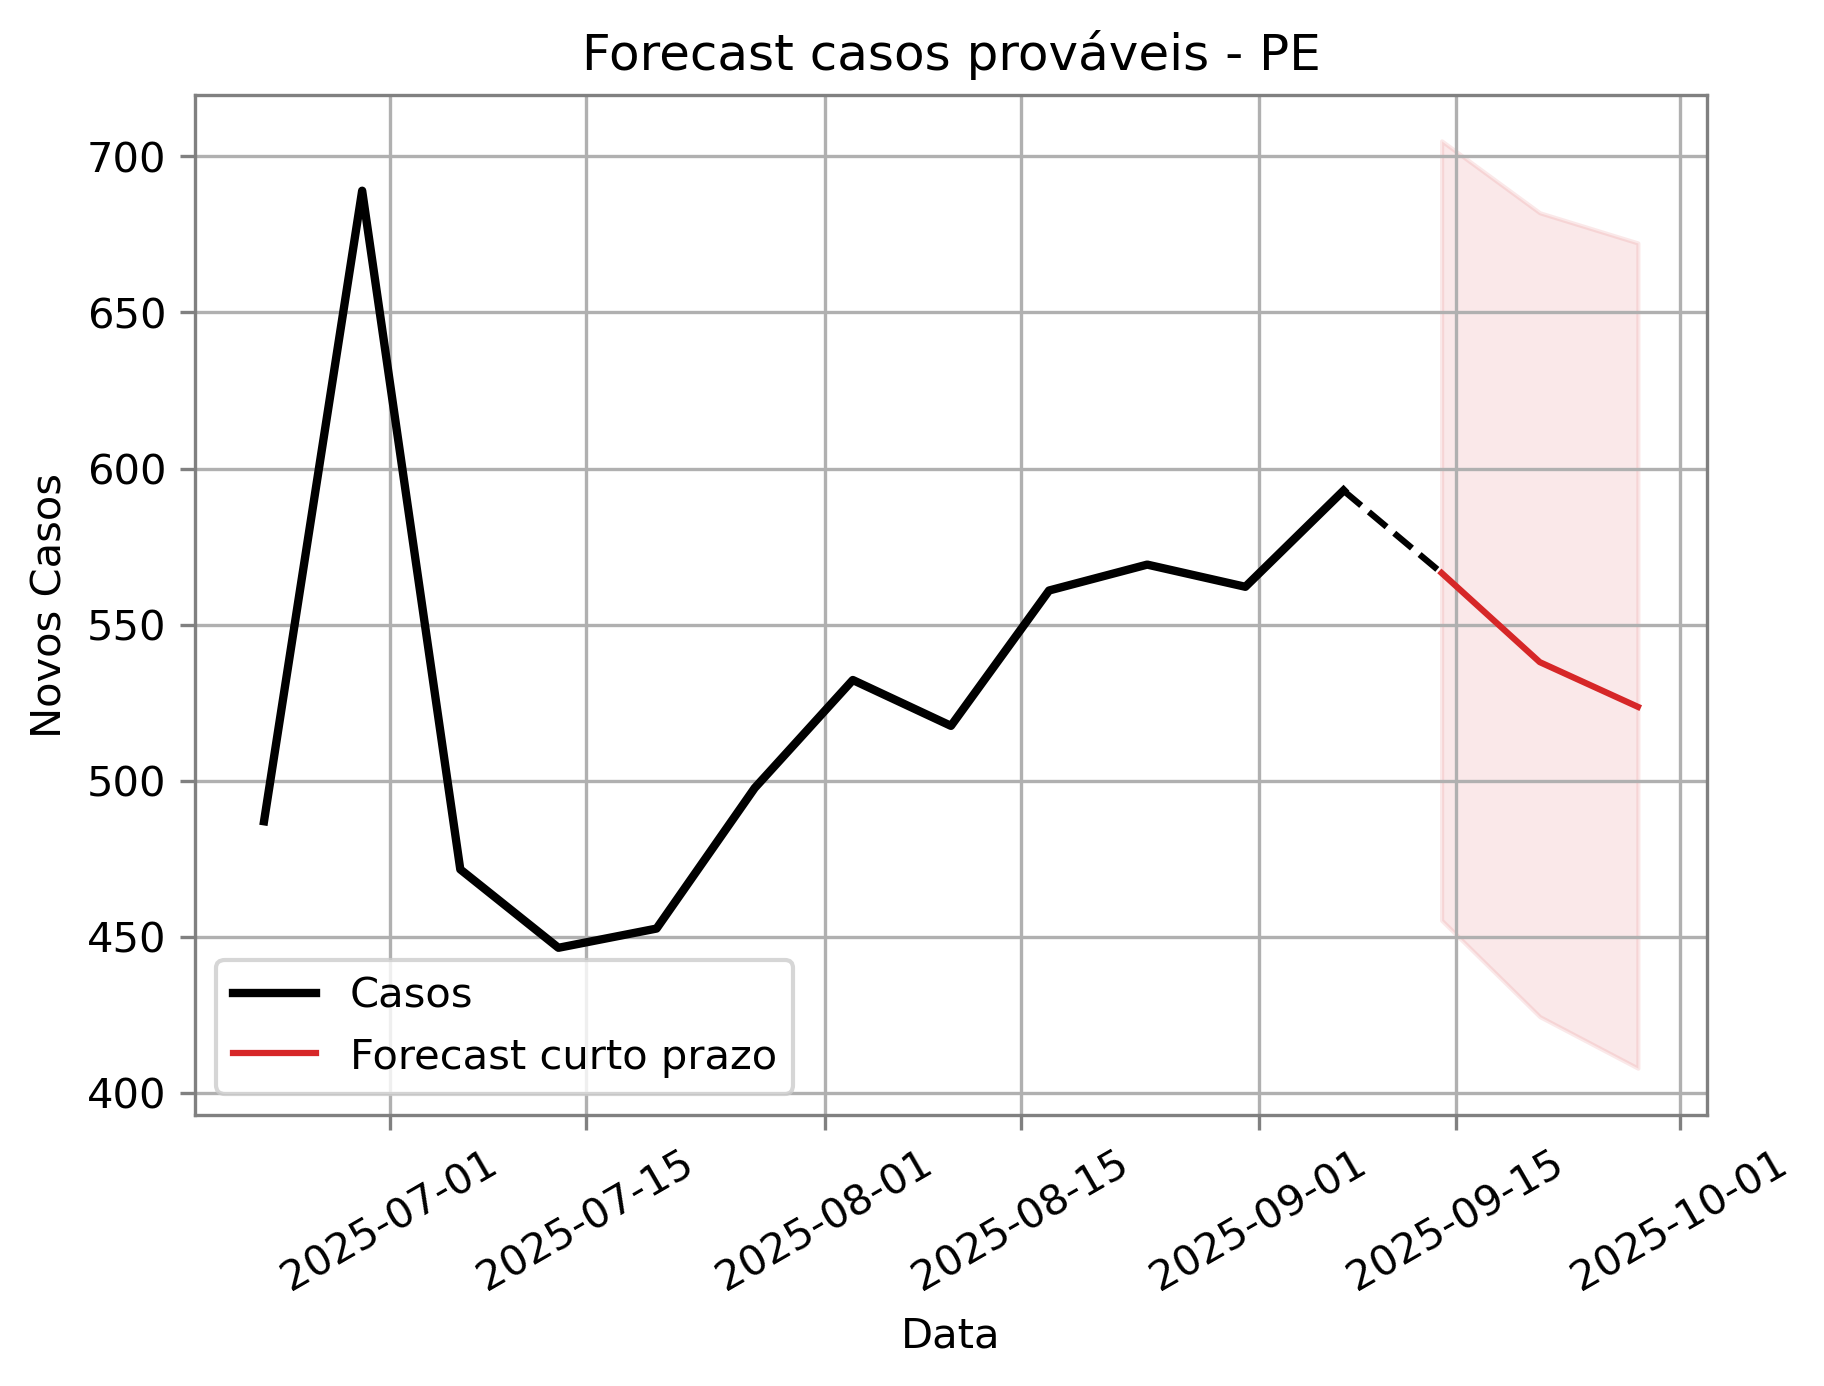 Forecast casos prováveis - PE
700
650
600
550
500
450
400
Novos Casos
Casos
Forecast curto prazo
2025-07-01
2025-07-15
2025-08-01
2025-08-15
2025-09-01
2025-09-15
2025-10-01
Data